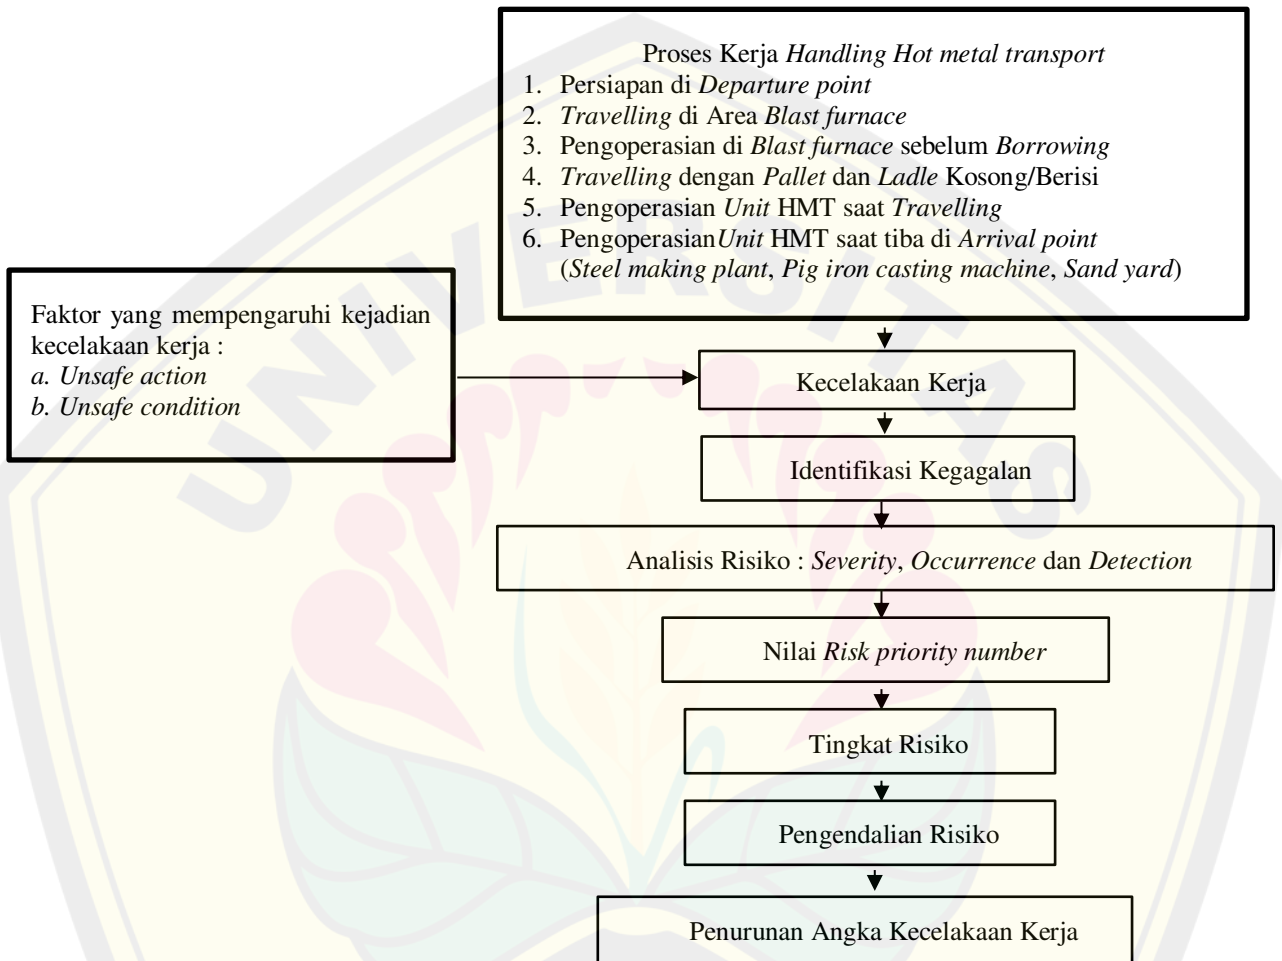 Proses Kerja Handling Hot metal transport
1. Persiapan di Departure point
2. Travelling di Area Blast furnace
3. Pengoperasian di Blast furnace sebelum Borrowing
4. Travelling dengan Pallet dan Ladle Kosong/Berisi
5. Pengoperasian Unit HMT saat Travelling
6. PengoperasianUnit HMT saat tiba di Arrival point
(Steel making plant, Pig iron casting machine, Sand yard)
Faktor yang mempengaruhi kejadian
kecelakaan kerja :
a. Unsafe action
b. Unsafe condition
Kecelakaan Kerja
Identifikasi Kegagalan
Analisis Risiko : Severity, Occurrence dan Detection
Nilai Risk priority number
Tingkat Risiko
Pengendalian Risiko
Penurunan Angka Kecelakaan Kerja
UNIVERSITAS